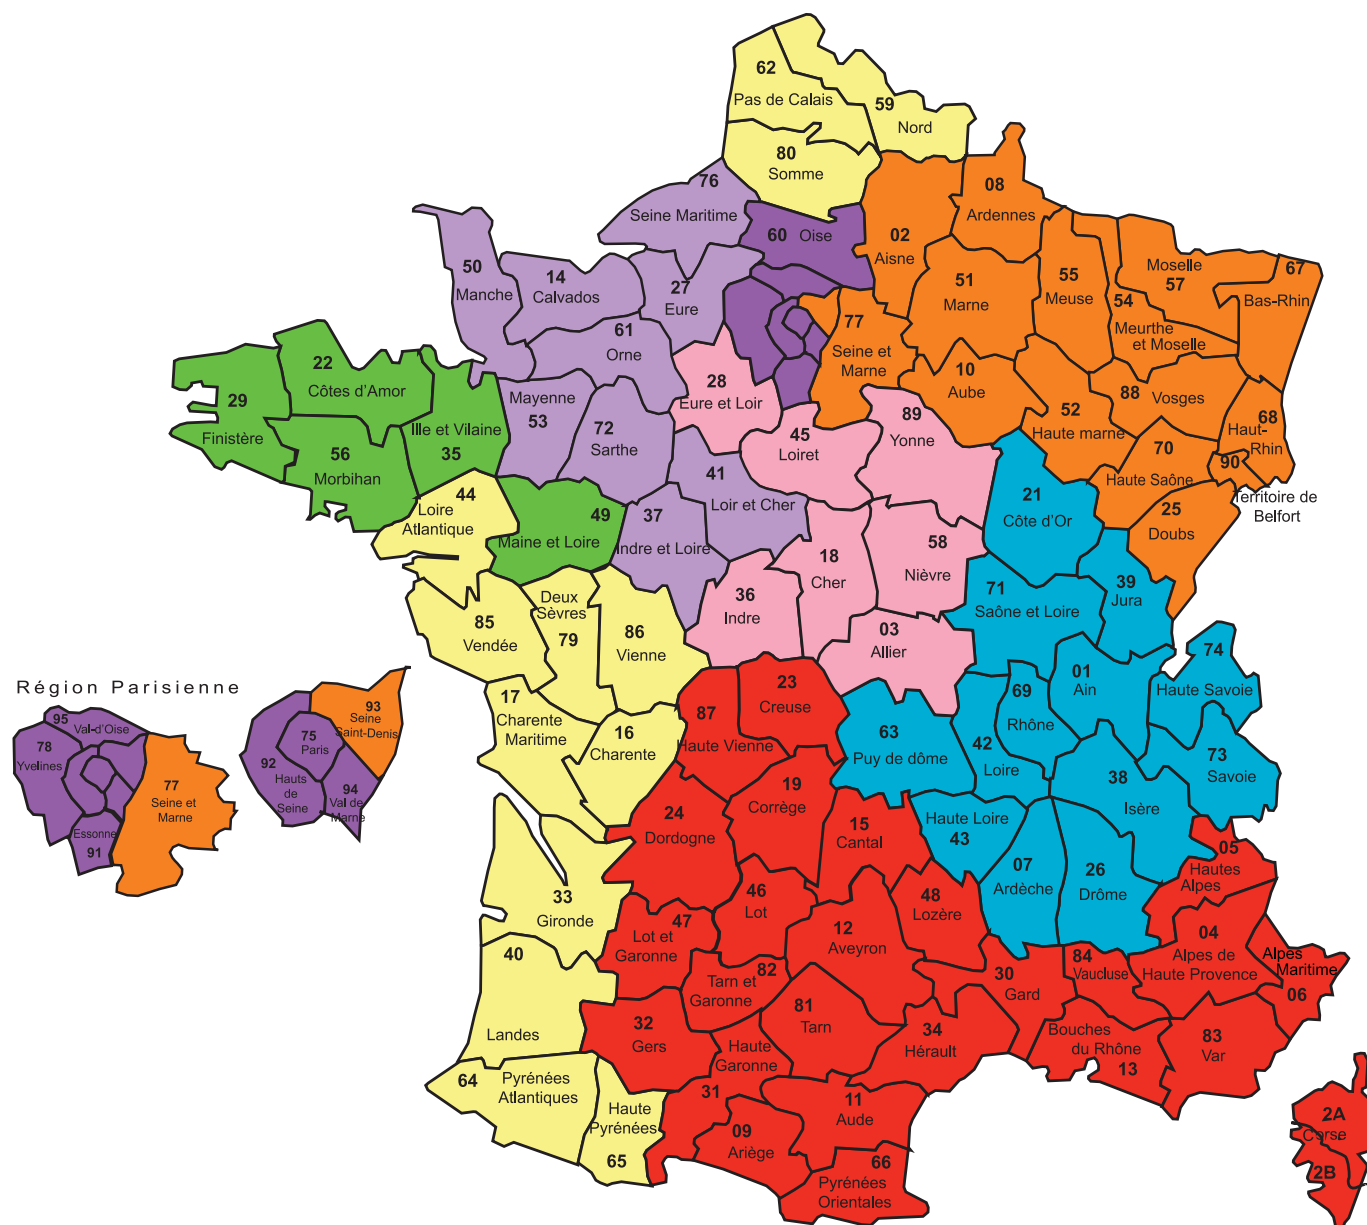 62
Pas de Calais
59
Nord
80
Somme
76
Seine Maritime
60 Oise
02
Aisne
08
Ardennes
50
Manche
14
Calvados
27
Eure
51
Marne
55
Meuse
54
Meurthe
et Moselle
Moselle
57
67
Bas-Rhin
61
Orne
77
Seine et
Marne
10
Aube
88 Vosges
52
Haute marne
68
Haut-
Rhin
22
Côtes d'Amor
29
Finistère
56
Morbihan
Ille et Vilaine
35
Mayenne
53
72
Sarthe
28
Eure et Loir
45
Loiret
89
Yonne
70
Haute Saône
90
Territoire de
Belfort
25
Doubs
44
Loire
Atlantique
49
Maine et Loire
37
Indre et Loire
41
Loir et Cher
18
Cher
58
Nièvre
21
Côte d'Or
39
Jura
71
Saône et Loire
36
Indre
03
Allier
85
Vendée
Deux
Sèvres
79
86
Vienne
17
Charente
Maritime
16
Charente
87
Haute Vienne
23
Creuse
63
Puy de dôme
42
Loire
69
Rhône
01
Ain
74
Haute Savoie
73
Savoie
38
Isère
Région Parisienne
95
Val-d'Oise
78
Yvelines
77
Seine et
Marne
Essonne
91
93
Seine
Saint-Denis
75
Paris
92
Hauts
de
Seine
94
Val de
Marne
24
Dordogne
19
Corrège
15
Cantal
Haute Loire
43
07
Ardèche
26
Drôme
05
Hautes
Alpes
33
Gironde
47
Lot et
Garonne
46
Lot
12
Aveyron
48
Lozère
04
Alpes de
Haute Provence
Alpes
Maritime
06
40
Landes
82
Tarn et
Garonne
81
Tarn
30
Gard
84
Vaucluse
32
Gers
Haute
Garonne
31
34
Hérault
Bouches
du Rhône
13
83
Var
64
Pyrénées
Atlantiques
Haute
Pyrénées
65
09
Ariège
11
Aude
66
Pyrénées
Orientales
2A
Corse
2B